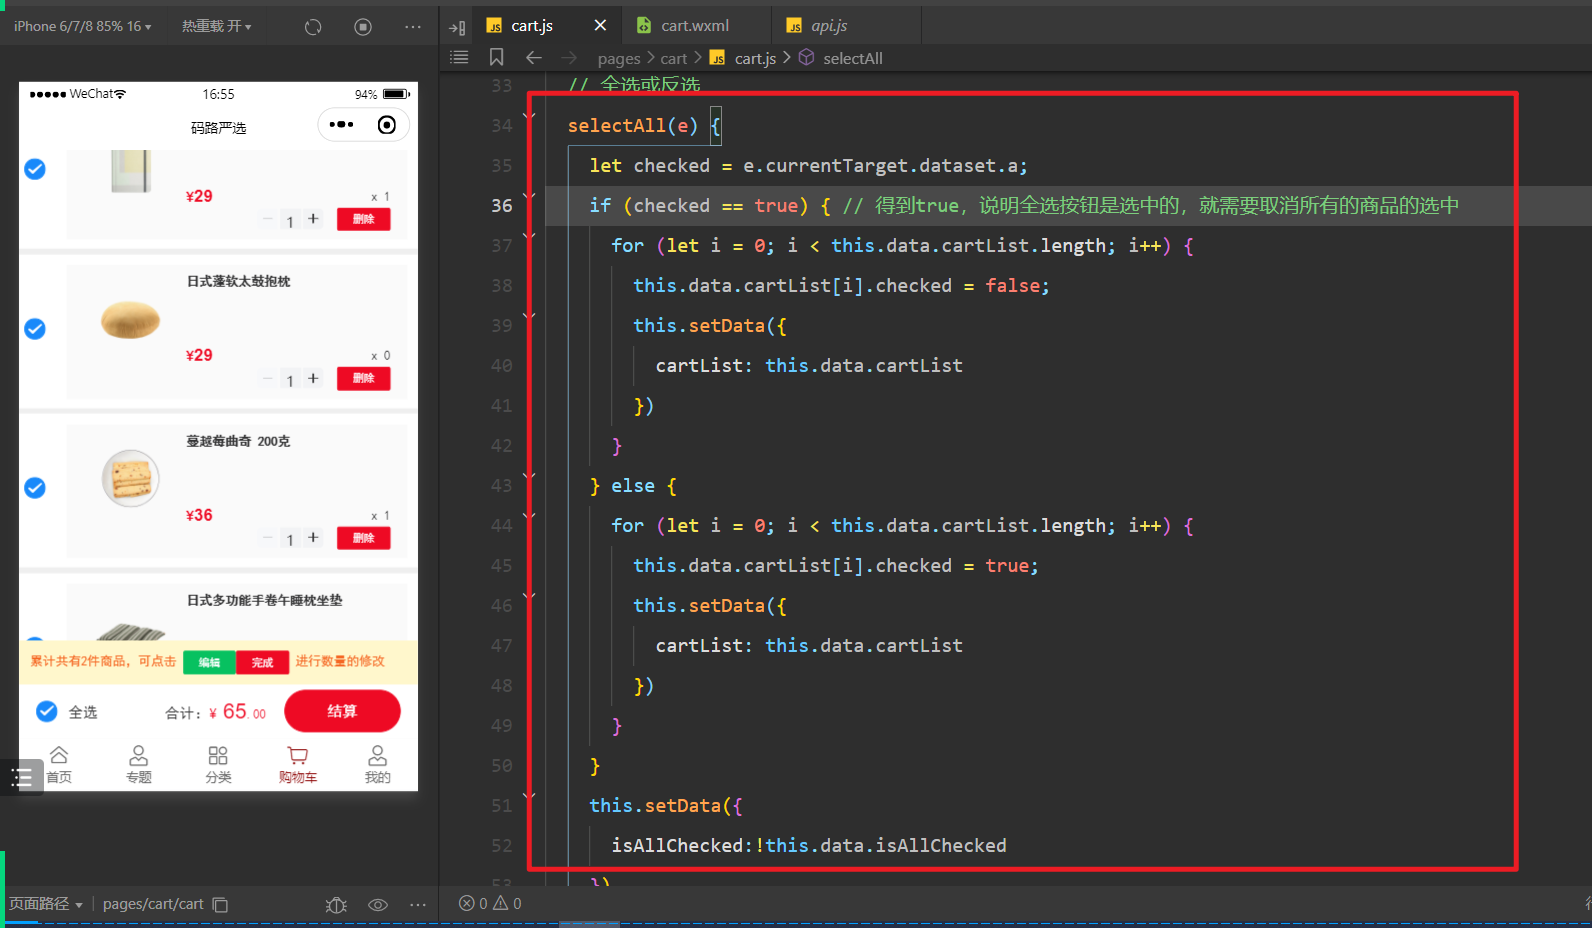 iPhone 6/7/8 85% 16 ▾
热重载 开 ▾
cart.js
cart.wxml
api.js
pages > cart > cart.js > selectAll
WeChat
16:55
94%
码路严选
¥29
x 1
1
删除
日式蓬软太鼓抱枕
¥29
x 0
1
删除
蔓越莓曲奇 200克
¥36
x 1
1
删除
日式多功能手卷午睡枕坐垫
累计共有2件商品，可点击 编辑 完成 进行数量的修改
全选
合计：¥ 65.00
结算
首页
专题
分类
购物车
我的
页面路径 ▾ | pages/cart/cart
33 // 全选或反选
34 selectAll(e) {
35 let checked = e.currentTarget.dataset.a;
36 if (checked == true) { // 得到true，说明全选按钮是选中的，就需要取消所有的商品的选中
37 for (let i = 0; i < this.data.cartList.length; i++) {
38 this.data.cartList[i].checked = false;
39 this.setData({
40 cartList: this.data.cartList
41 })
42 }
43 } else {
44 for (let i = 0; i < this.data.cartList.length; i++) {
45 this.data.cartList[i].checked = true;
46 this.setData({
47 cartList: this.data.cartList
48 })
49 }
50 }
51 this.setData({
52 isAllChecked:!this.data.isAllChecked
53 })
0
0